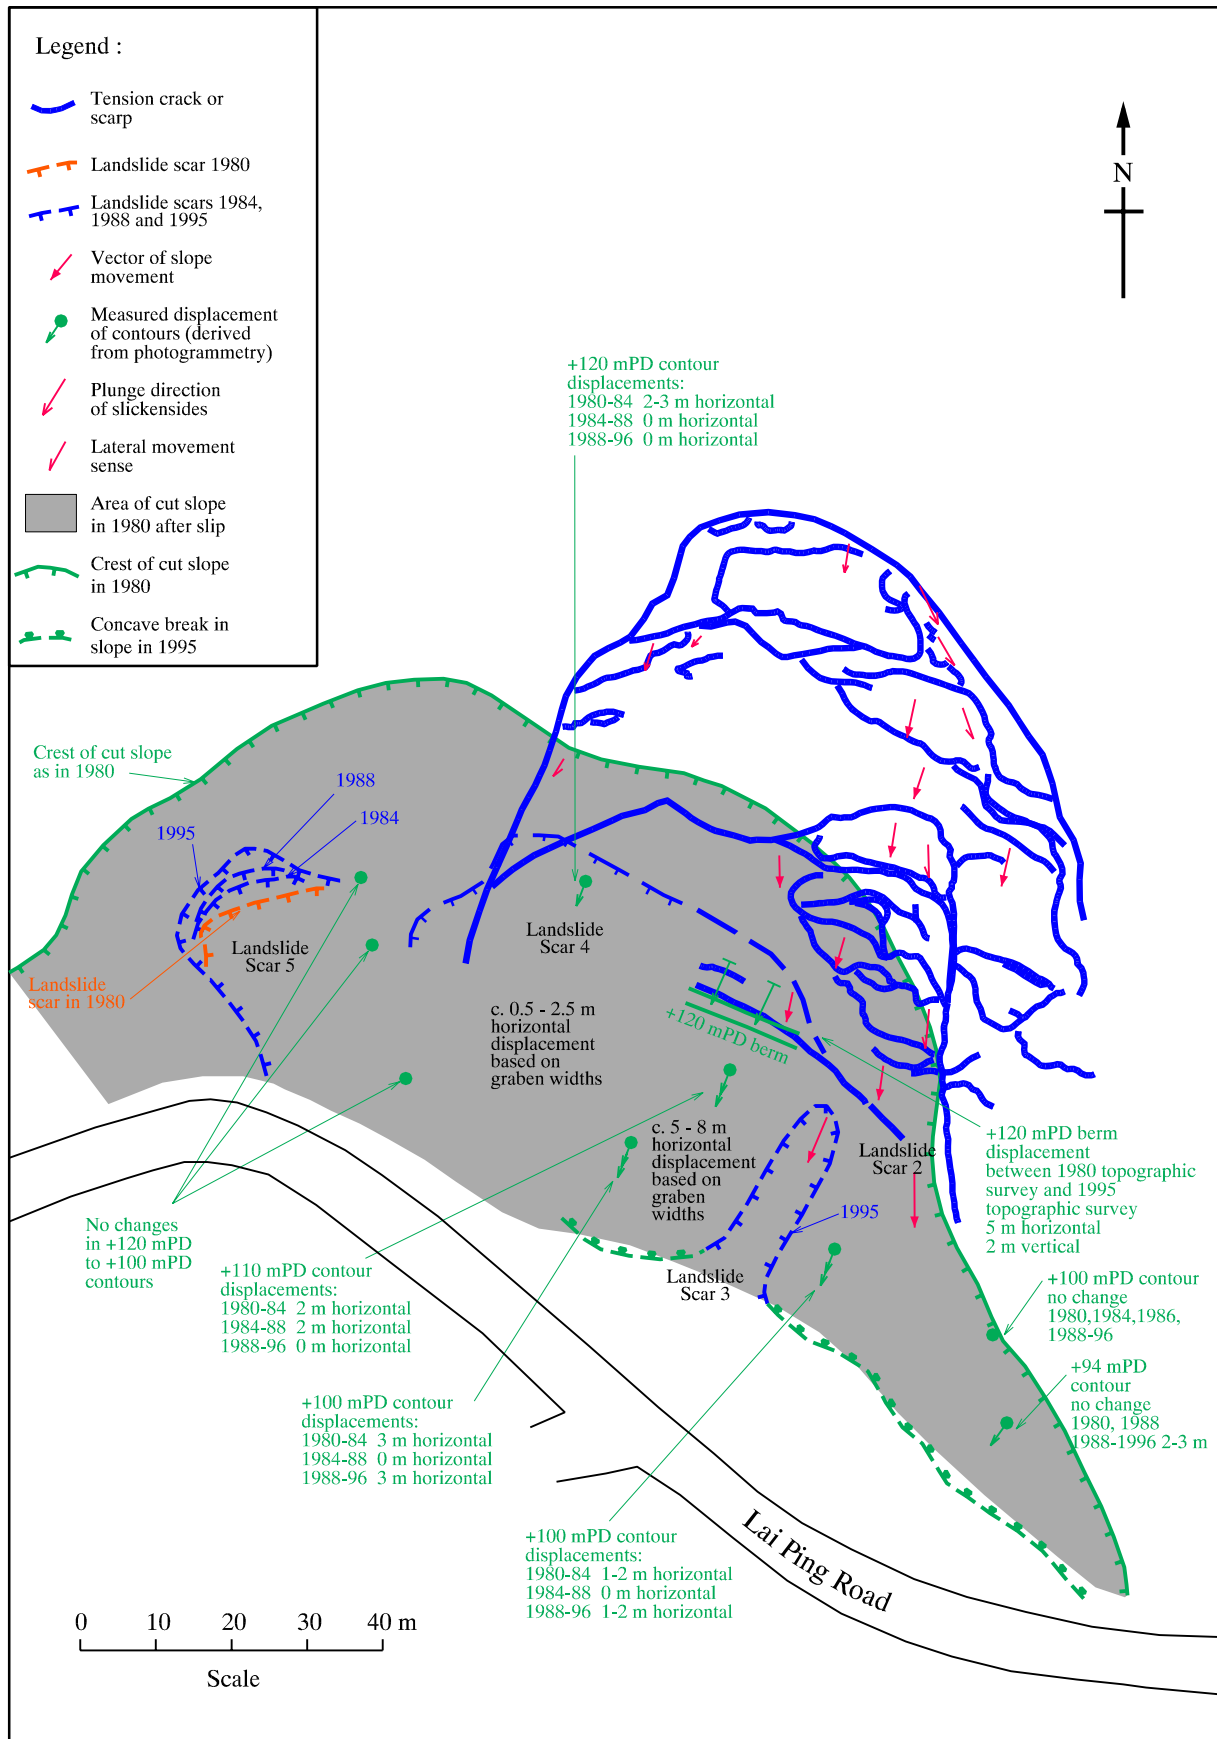 Legend :
Tension crack or
scarp
Landslide scar 1980
Landslide scars 1984,
1988 and 1995
Vector of slope
movement
Measured displacement
of contours (derived
from photogrammetry)
Plunge direction
of slickensides
Lateral movement
sense
Area of cut slope
in 1980 after slip
Crest of cut slope
in 1980
Concave break in
slope in 1995
N
+120 mPD contour
displacements:
1980-84 2-3 m horizontal
1984-88 0 m horizontal
1988-96 0 m horizontal
Crest of cut slope
as in 1980
1988
1984
1995
Landslide
Scar 5
Landslide
scar in 1980
Landslide
Scar 4
c. 0.5 - 2.5 m
horizontal
displacement
based on
graben widths
+120 mPD berm
c. 5 - 8 m
horizontal
displacement
based on
graben
widths
Landslide
Scar 2
1995
Landslide
Scar 3
+120 mPD berm
displacement
between 1980 topographic
survey and 1995
topographic survey
5 m horizontal
2 m vertical
No changes
in +120 mPD
to +100 mPD
contours
+110 mPD contour
displacements:
1980-84 2 m horizontal
1984-88 2 m horizontal
1988-96 0 m horizontal
+100 mPD contour
no change
1980,1984,1986,
1988-96
+94 mPD
contour
no change
1980, 1988
1988-1996 2-3 m
+100 mPD contour
displacements:
1980-84 3 m horizontal
1984-88 0 m horizontal
1988-96 3 m horizontal
+100 mPD contour
displacements:
1980-84 1-2 m horizontal
1984-88 0 m horizontal
1988-96 1-2 m horizontal
Lai Ping Road
0 10 20 30 40 m
Scale